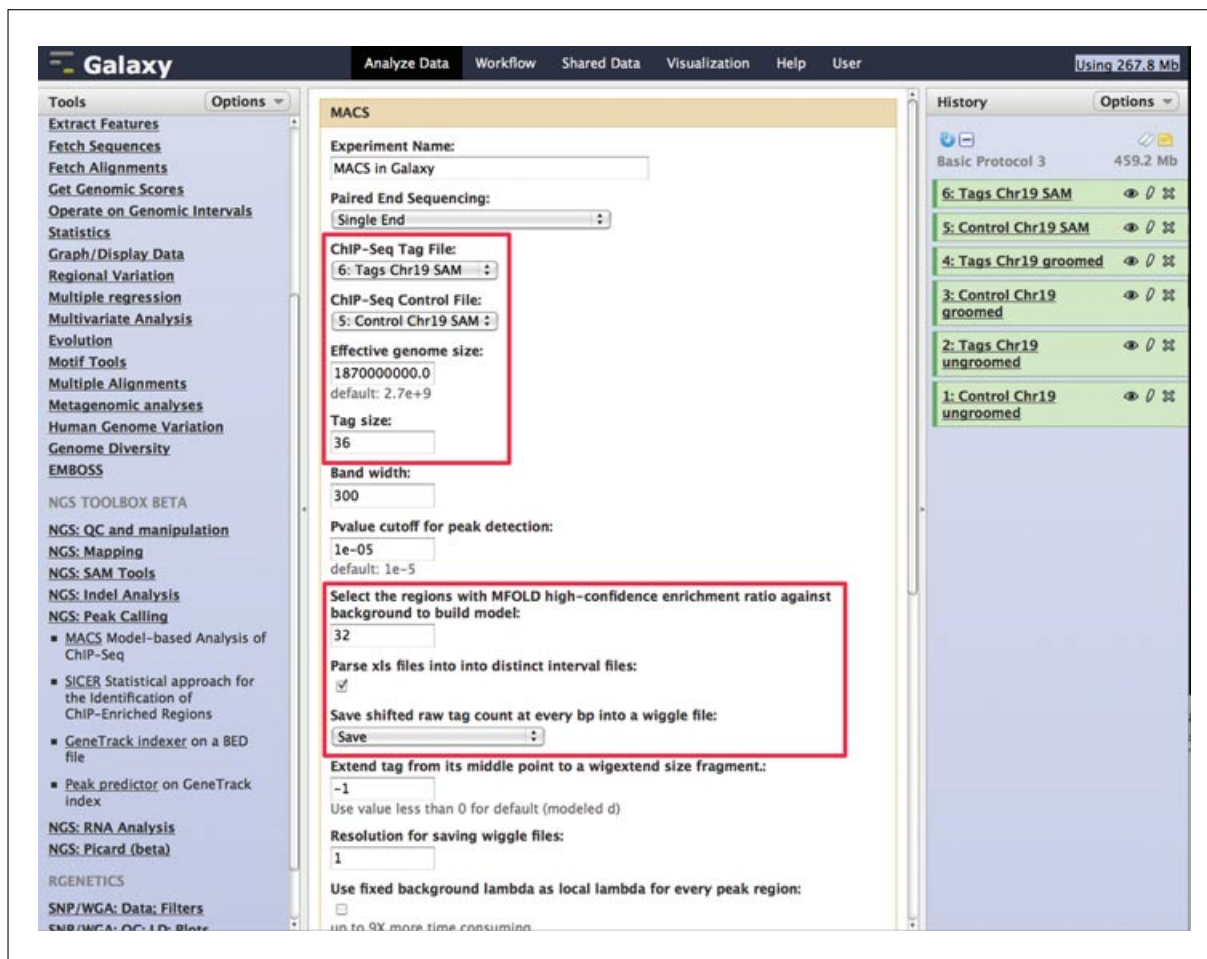 Galaxy
Analyze Data Workflow Shared Data Visualization Help User
Using 267.8 Mb
Tools
Options
Extract Features
Fetch Sequences
Fetch Alignments
Get Genomic Scores
Operate on Genomic Intervals
Statistics
Graph/Display Data
Regional Variation
Multiple regression
Multivariate Analysis
Evolution
Motif Tools
Multiple Alignments
Metagenomic analyses
Human Genome Variation
Genome Diversity
EMBOSS
NGS TOOLBOX BETA
NGS: QC and manipulation
NGS: Mapping
NGS: SAM Tools
NGS: Indel Analysis
NGS: Peak Calling
MACS Model-based Analysis of
ChIP-Seq
SICER Statistical approach for
the Identification of
ChIP-Enriched Regions
GeneTrack indexer on a BED
file
Peak predictor on GeneTrack
index
NGS: RNA Analysis
NGS: Picard (beta)
RGENETICS
SNP/WGA: Data; Filters
SNP/WGA: QC; LD; Plots
MACS
Experiment Name:
MACS in Galaxy
Paired End Sequencing:
Single End
ChIP-Seq Tag File:
6: Tags Chr19 SAM
ChIP-Seq Control File:
5: Control Chr19 SAM
Effective genome size:
1870000000.0
default: 2.7e+9
Tag size:
36
Band width:
300
Pvalue cutoff for peak detection:
1e-05
default: 1e-5
Select the regions with MFOLD high-confidence enrichment ratio against
background to build model:
32
Parse xls files into into distinct interval files:
Save shifted raw tag count at every bp into a wiggle file:
Save
Extend tag from its middle point to a wigextend size fragment.:
-1
Use value less than 0 for default (modeled d)
Resolution for saving wiggle files:
1
Use fixed background lambda as local lambda for every peak region:
up to 9X more time consuming
History
Options
Basic Protocol 3
459.2 Mb
6: Tags Chr19 SAM
5: Control Chr19 SAM
4: Tags Chr19 groomed
3: Control Chr19
groomed
2: Tags Chr19
ungroomed
1: Control Chr19
ungroomed